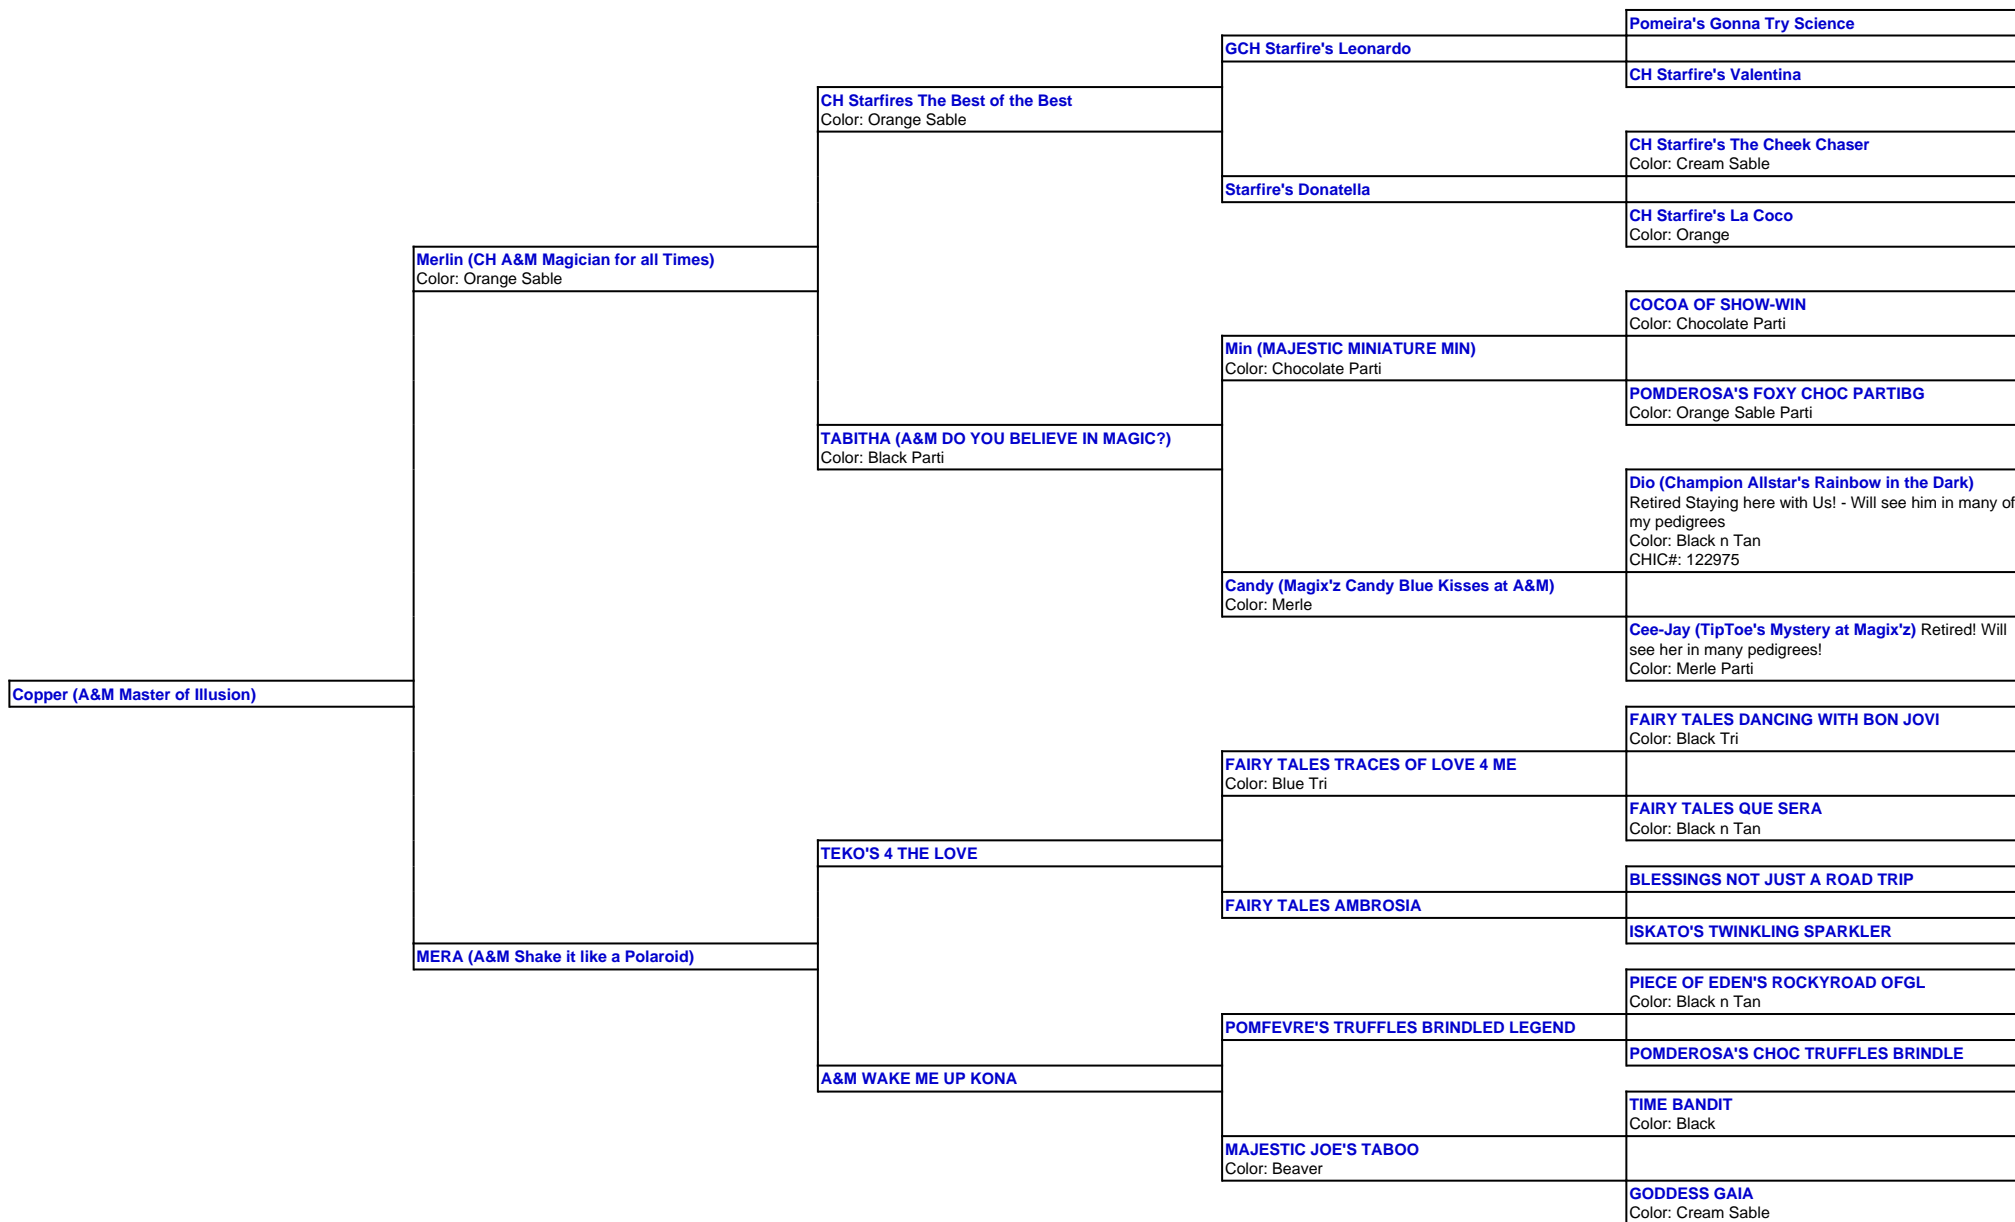 Pomeira's Gonna Try Science
GCH Starfire's Leonardo
CH Starfire's Valentina
CH Starfires The Best of the Best
Color: Orange Sable
CH Starfire's The Cheek Chaser
Color: Cream Sable
Starfire's Donatella
CH Starfire's La Coco
Color: Orange
Merlin (CH A&M Magician for all Times)
Color: Orange Sable
COCOA OF SHOW-WIN
Color: Chocolate Parti
Min (MAJESTIC MINIATURE MIN)
Color: Chocolate Parti
POMDEROSA'S FOXY CHOC PARTIBG
Color: Orange Sable Parti
TABITHA (A&M DO YOU BELIEVE IN MAGIC?)
Color: Black Parti
Dio (Champion Allstar's Rainbow in the Dark)
Retired Staying here with Us! - Will see him in many of
my pedigrees
Color: Black n Tan
CHIC#: 122975
Candy (Magix'z Candy Blue Kisses at A&M)
Color: Merle
Cee-Jay (TipToe's Mystery at Magix'z) Retired! Will
see her in many pedigrees!
Color: Merle Parti
Copper (A&M Master of Illusion)
FAIRY TALES DANCING WITH BON JOVI
Color: Black Tri
FAIRY TALES TRACES OF LOVE 4 ME
Color: Blue Tri
FAIRY TALES QUE SERA
Color: Black n Tan
TEKO'S 4 THE LOVE
BLESSINGS NOT JUST A ROAD TRIP
FAIRY TALES AMBROSIA
ISKATO'S TWINKLING SPARKLER
MERA (A&M Shake it like a Polaroid)
PIECE OF EDEN'S ROCKYROAD OFGL
Color: Black n Tan
POMFEVRE'S TRUFFLES BRINDLED LEGEND
POMDEROSA'S CHOC TRUFFLES BRINDLE
A&M WAKE ME UP KONA
TIME BANDIT
Color: Black
MAJESTIC JOE'S TABOO
Color: Beaver
GODDESS GAIA
Color: Cream Sable